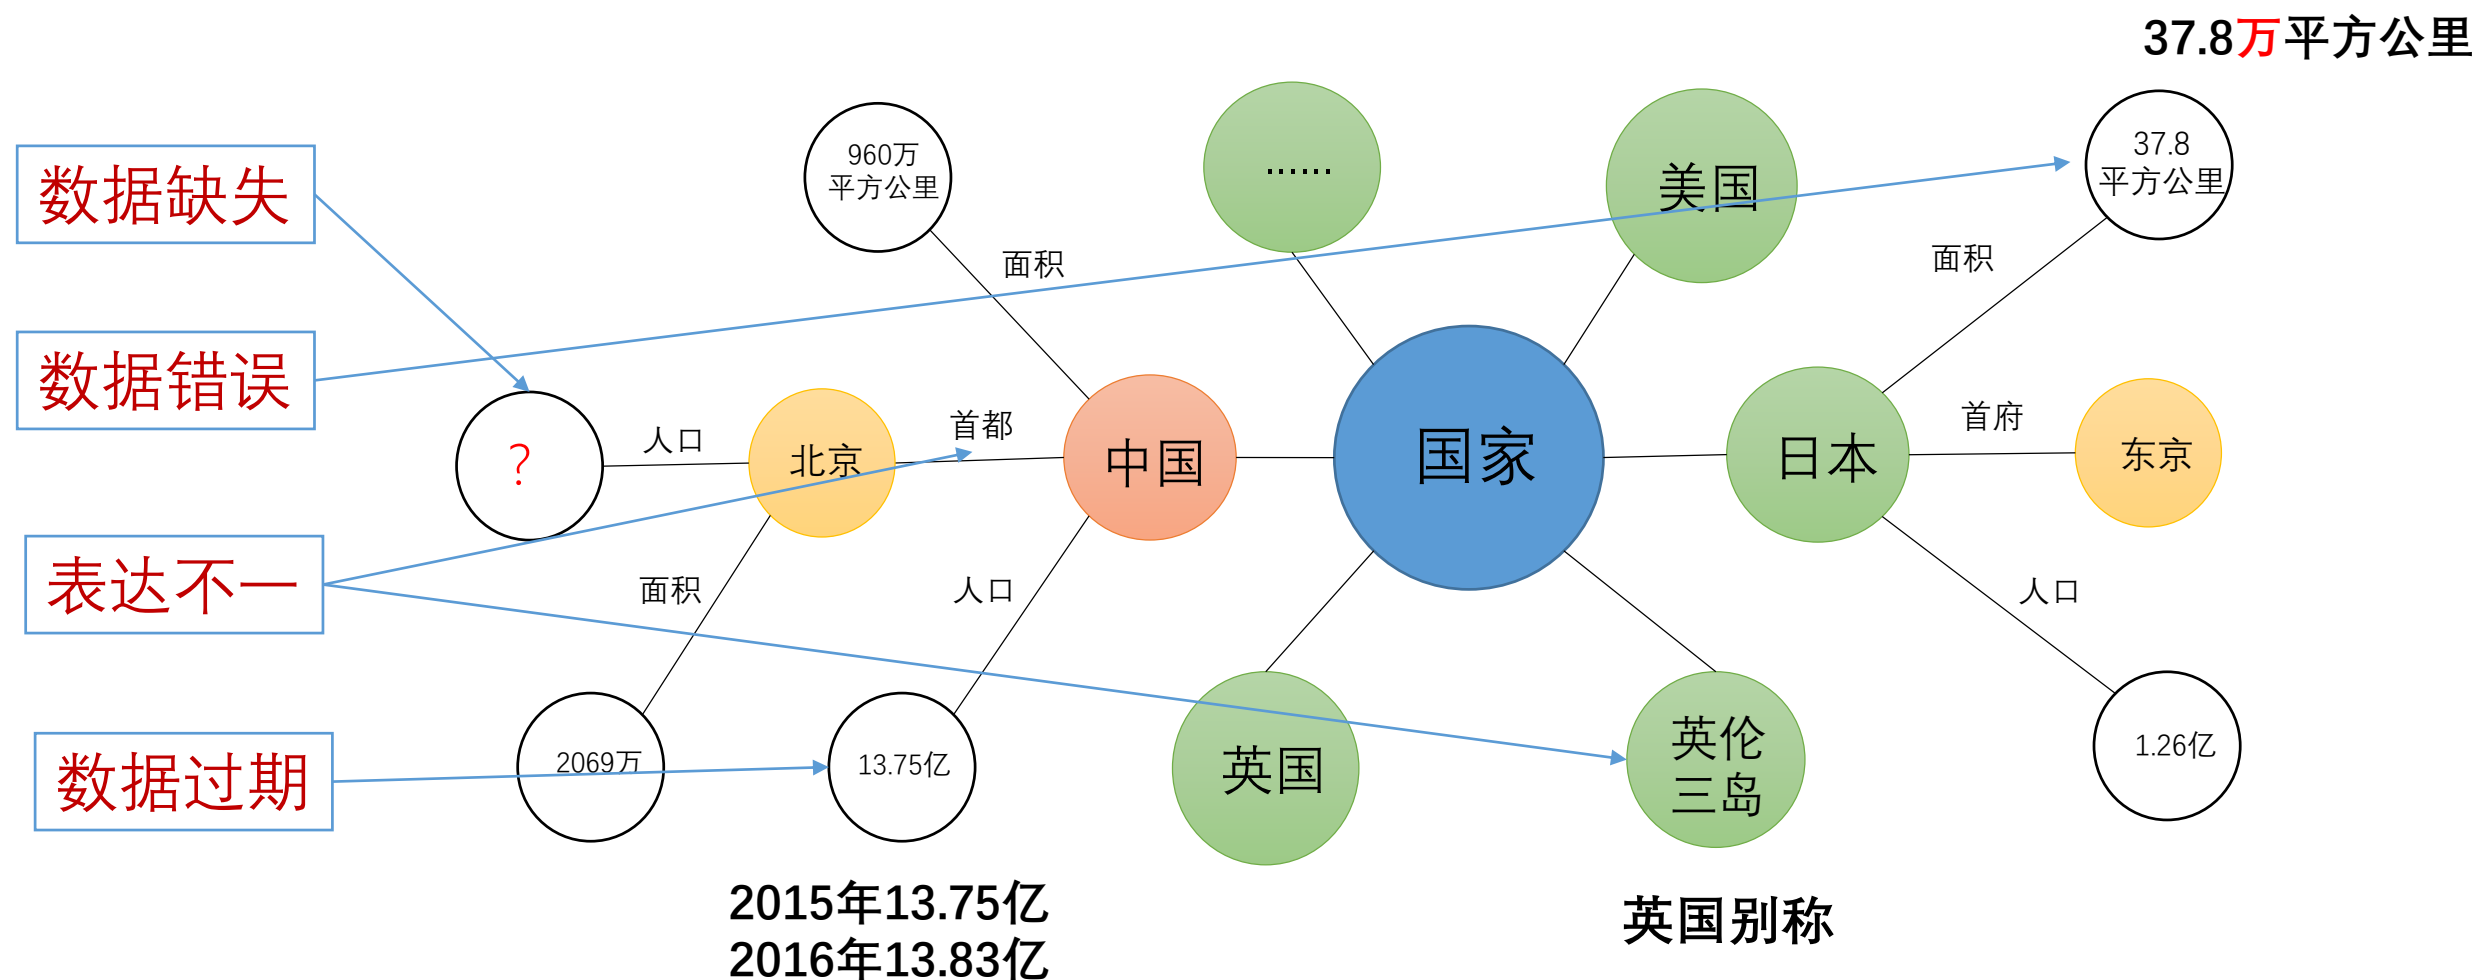 37.8万平方公里
数据缺失
960万
平方公里
……
美国
37.8
平方公里
面积
面积
数据错误
?
人口
北京
首都
中国
国家
日本
首府
东京
表达不一
面积
人口
人口
数据过期
2069万
13.75亿
英国
英伦
三岛
1.26亿
2015年13.75亿
2016年13.83亿
英国别称